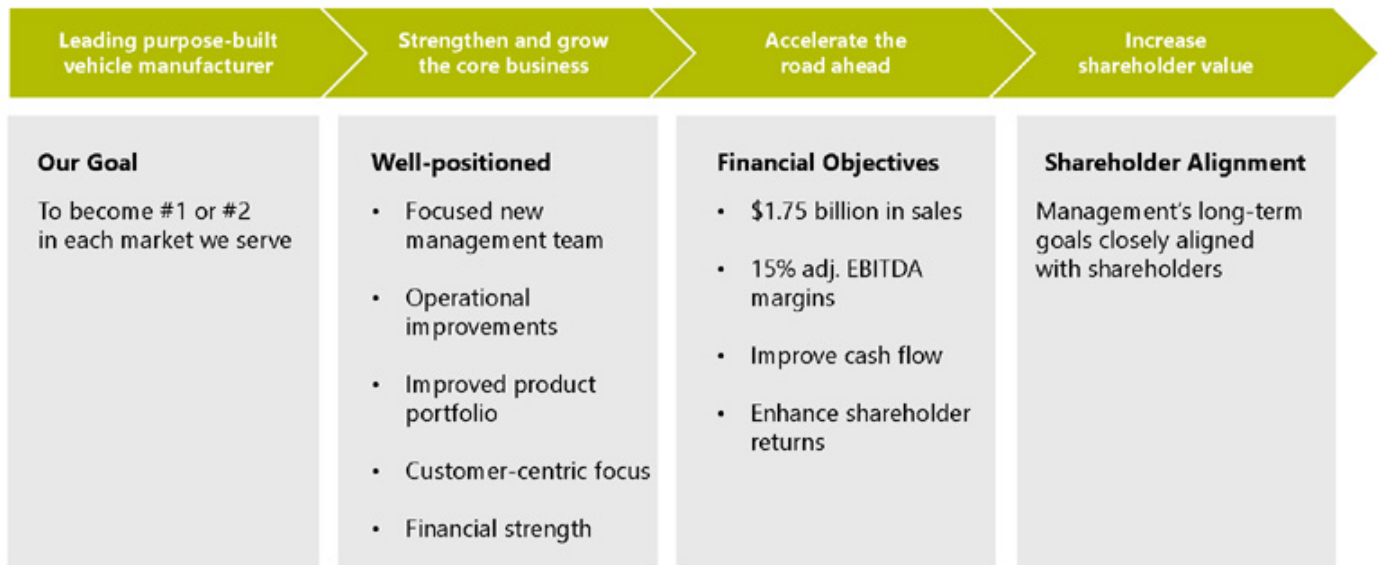 Leading purpose-built
vehicle manufacturer
Strengthen and grow
the core business
Accelerate the
road ahead
Increase
shareholder value
Our Goal
To become #1 or #2
in each market we serve
Well-positioned
• Focused new
management team
• Operational
improvements
• Improved product
portfolio
• Customer-centric focus
• Financial strength
Financial Objectives
• $1.75 billion in sales
• 15% adj. EBITDA
margins
• Improve cash flow
• Enhance shareholder
returns
Shareholder Alignment
Management's long-term
goals closely aligned
with shareholders